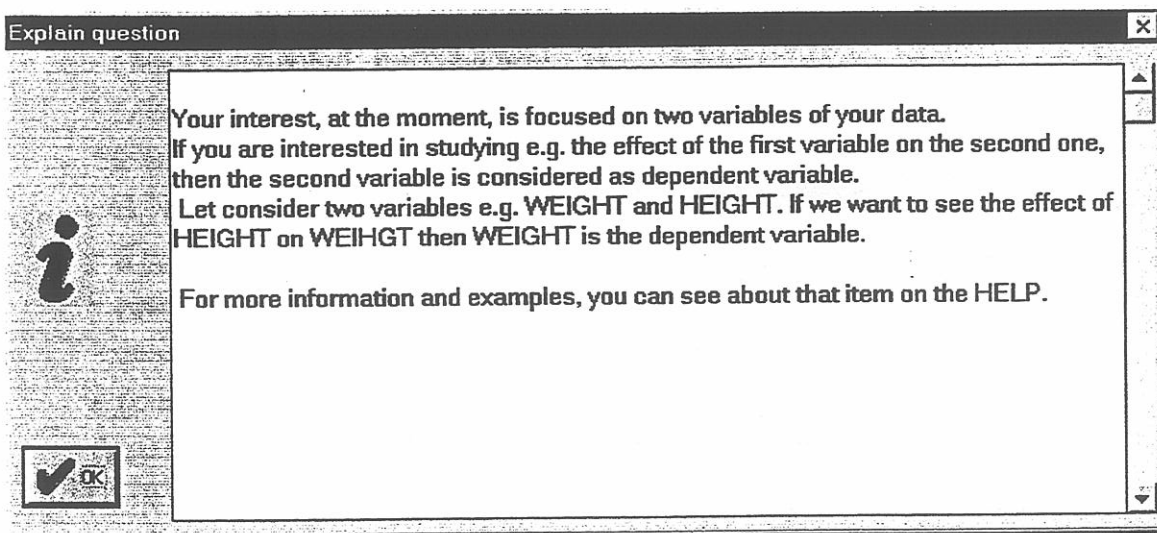 Explain question
Your interest, at the moment, is focused on two variables of your data.
If you are interested in studying e.g. the effect of the first variable on the second one,
then the second variable is considered as dependent variable.
Let consider two variables e.g. WEIGHT and HEIGHT. If we want to see the effect of
HEIGHT on WEIHGT then WEIGHT is the dependent variable.
For more information and examples, you can see about that item on the HELP.
OK